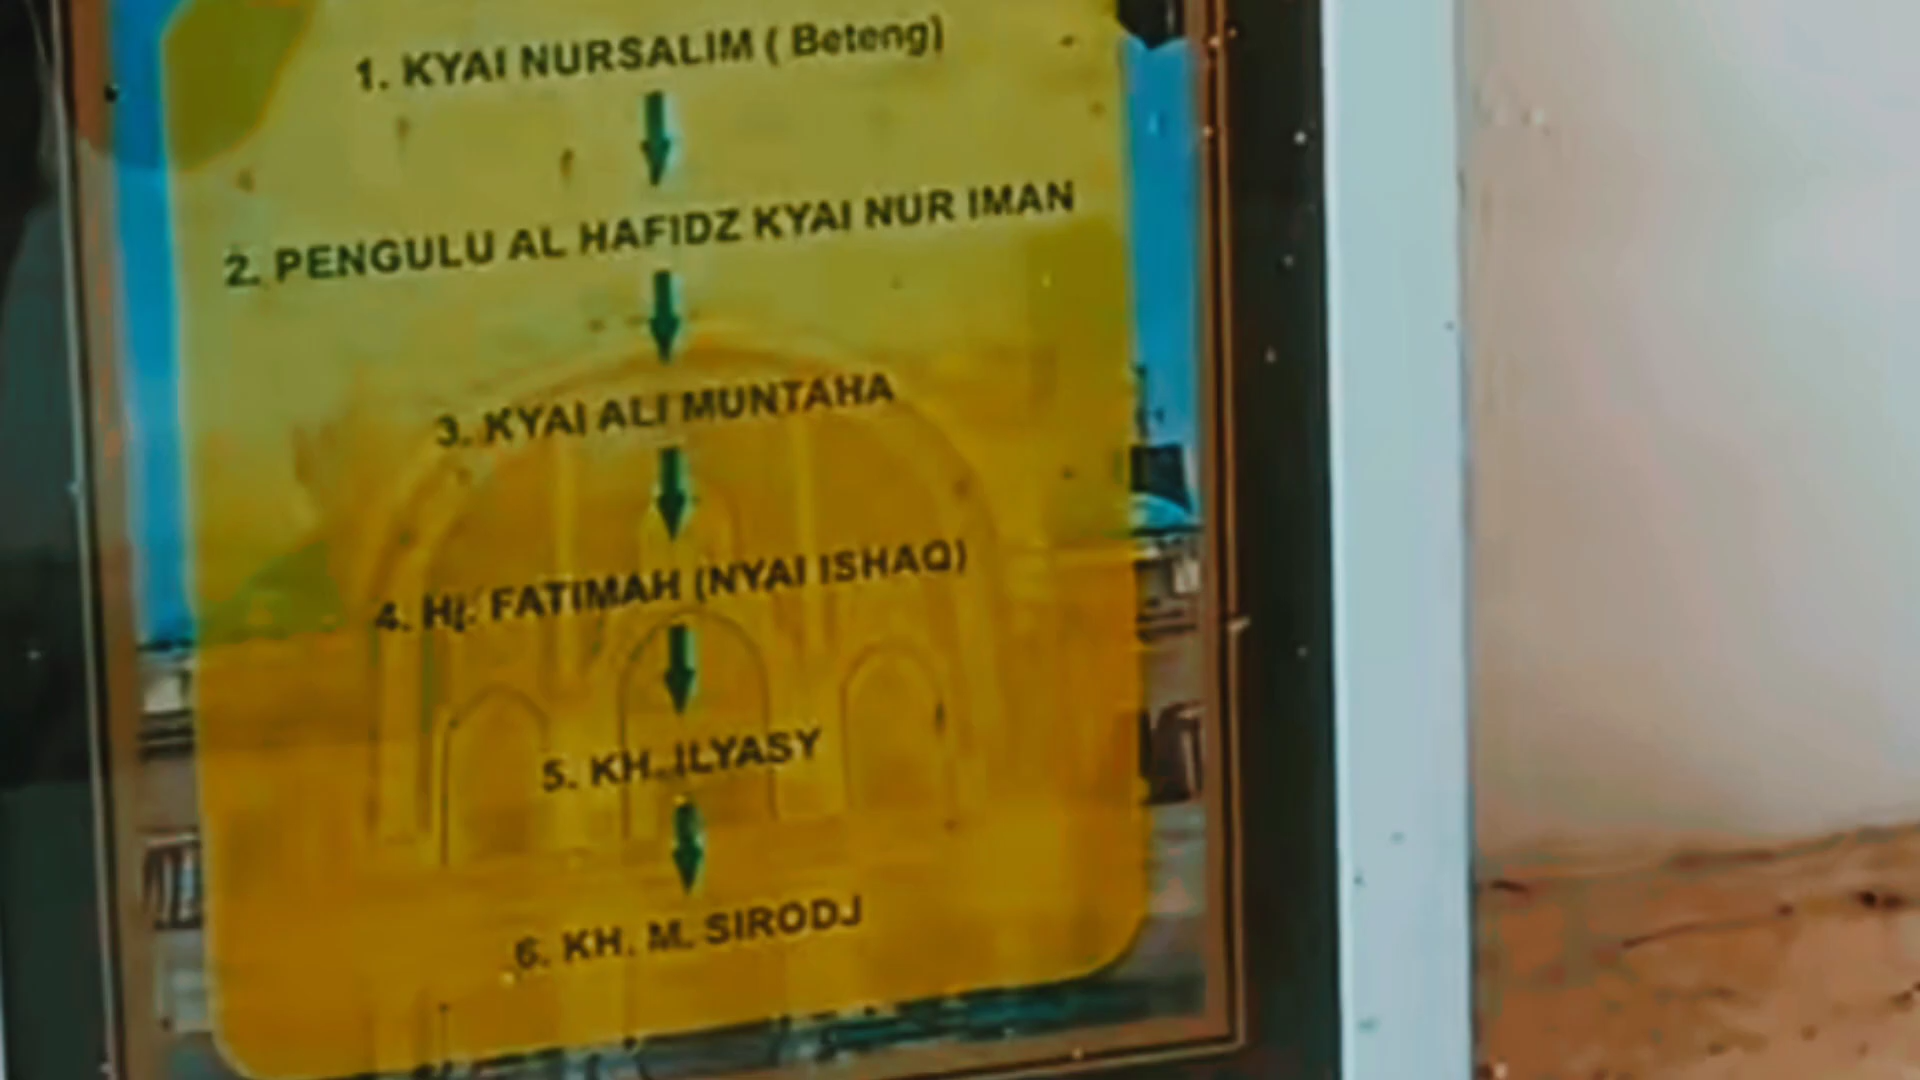 1. KYAI NURSALIM ( Beteng)
2. PENGULU AL HAFIDZ KYAI NUR IMAN
3. KYAI ALI MUNTAHA
4. Hj. FATIMAH (NYAI ISHAQ)
5. KH. ILYASY
6. KH. M. SIRODJ